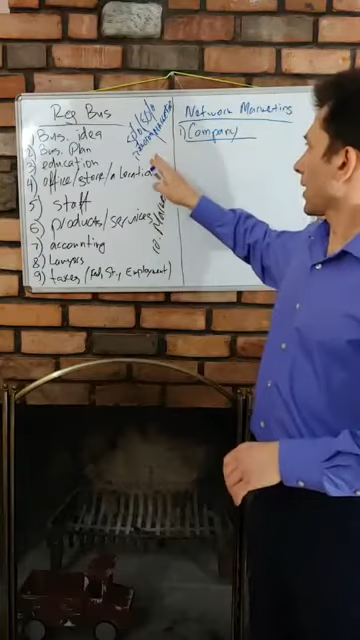 Reg Bus
1) Bus. idea
2) Bus. Plan
3) education
4) office/store/a location
5) staff
6) products/services
7) accounting
8) Lawyers
9) taxes (Fed, St., Employment)
10.
Network Marketing
1) Company